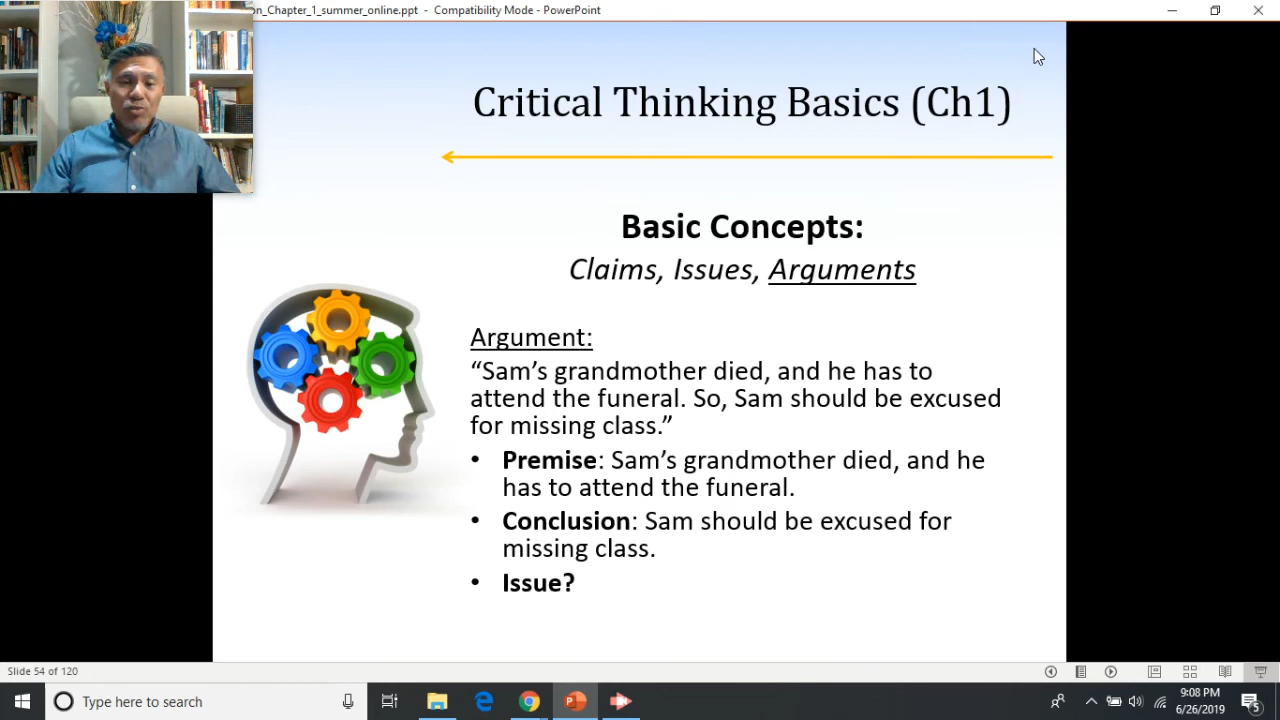 on_Chapter_1_summer_online.ppt - Compatibility Mode - PowerPoint
Critical Thinking Basics (Ch1)
Basic Concepts:
Claims, Issues, Arguments
Argument:
“Sam’s grandmother died, and he has to
attend the funeral. So, Sam should be excused
for missing class.”
• Premise: Sam’s grandmother died, and he
has to attend the funeral.
• Conclusion: Sam should be excused for
missing class.
• Issue?
Slide 54 of 120
Type here to search
9:08 PM
6/26/2019
5